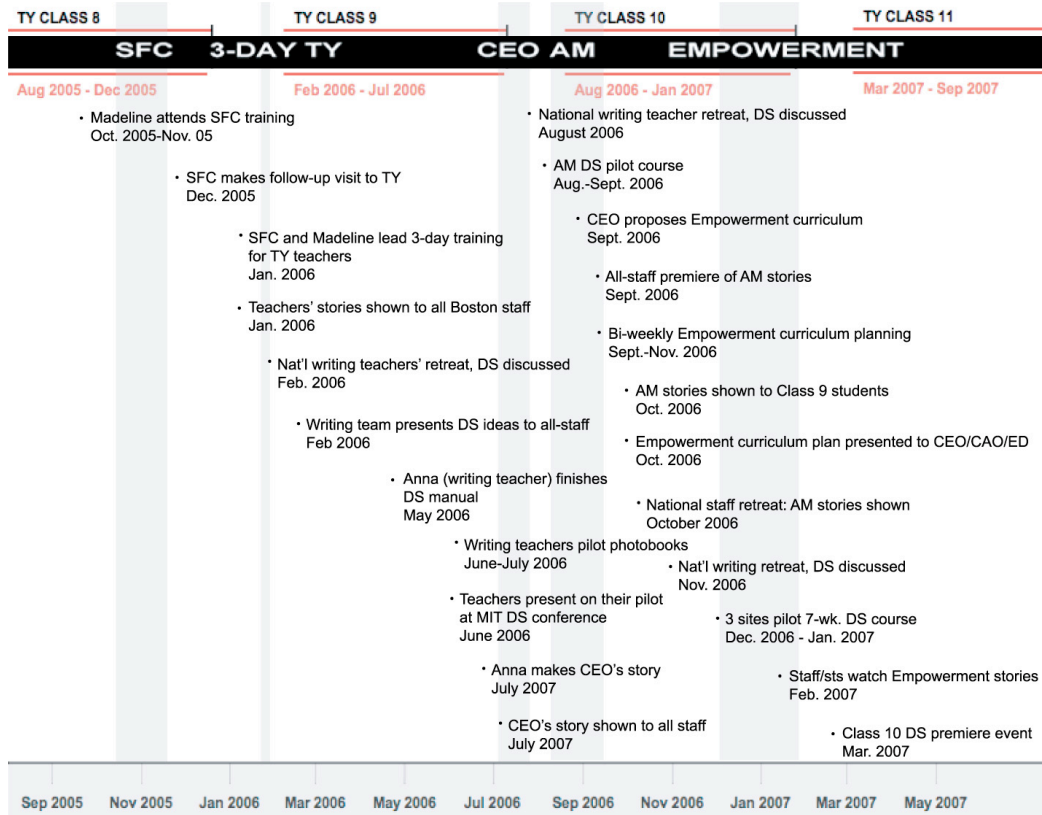 TY CLASS 8
TY CLASS 9
TY CLASS 10
TY CLASS 11
SFC 3-DAY TY CEO AM EMPOWERMENT
Aug 2005 - Dec 2005
Feb 2006 - Jul 2006
Aug 2006 - Jan 2007
Mar 2007 - Sep 2007
· Madeline attends SFC training
Oct. 2005-Nov. 05
· SFC makes follow-up visit to TY
Dec. 2005
· SFC and Madeline lead 3-day training
for TY teachers
Jan. 2006
· Teachers’ stories shown to all Boston staff
Jan. 2006
· Nat’l writing teachers’ retreat, DS discussed
Feb. 2006
· Writing team presents DS ideas to all-staff
Feb 2006
· Anna (writing teacher) finishes
DS manual
May 2006
· Writing teachers pilot photobooks
June-July 2006
· Teachers present on their pilot
at MIT DS conference
June 2006
· Anna makes CEO’s story
July 2007
· CEO’s story shown to all staff
July 2007
· National writing teacher retreat, DS discussed
August 2006
· AM DS pilot course
Aug.-Sept. 2006
· CEO proposes Empowerment curriculum
Sept. 2006
· All-staff premiere of AM stories
Sept. 2006
· Bi-weekly Empowerment curriculum planning
Sept.-Nov. 2006
· AM stories shown to Class 9 students
Oct. 2006
· Empowerment curriculum plan presented to CEO/CAO/ED
Oct. 2006
· National staff retreat: AM stories shown
October 2006
· Nat’l writing retreat, DS discussed
Nov. 2006
· 3 sites pilot 7-wk. DS course
Dec. 2006 - Jan. 2007
· Staff/sts watch Empowerment stories
Feb. 2007
· Class 10 DS premiere event
Mar. 2007
Sep 2005
Nov 2005
Jan 2006
Mar 2006
May 2006
Jul 2006
Sep 2006
Nov 2006
Jan 2007
Mar 2007
May 2007